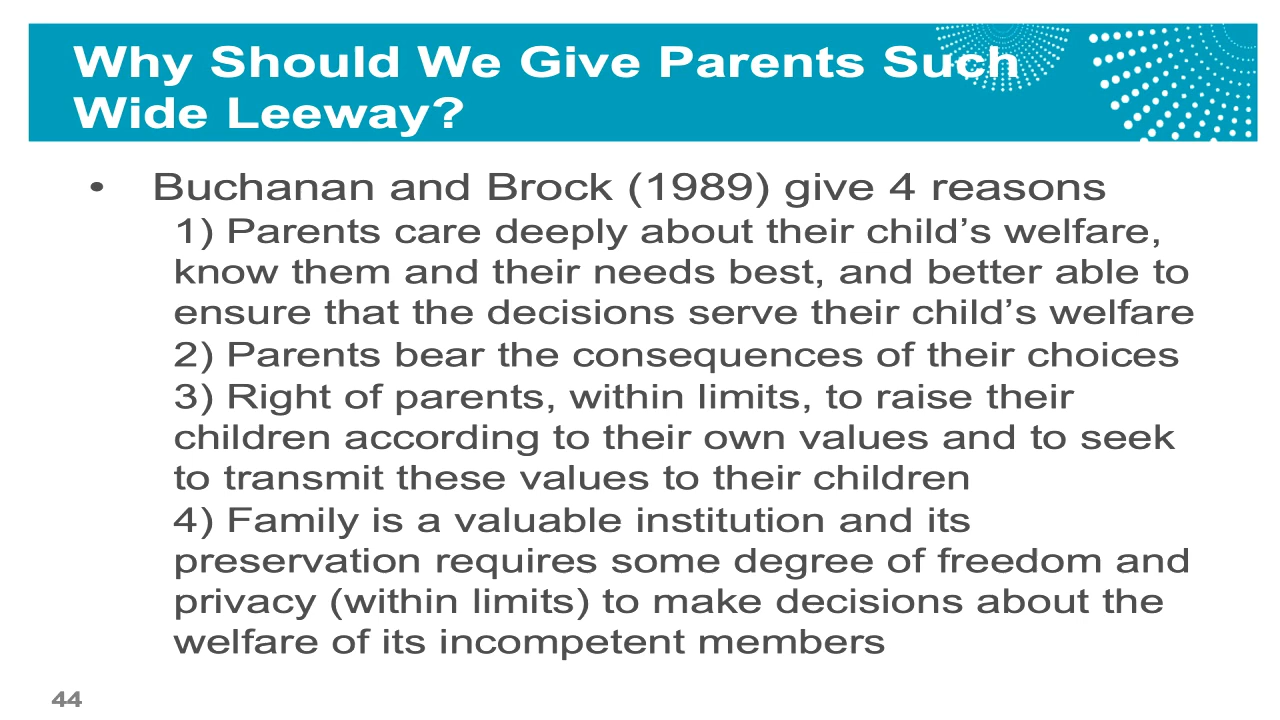 Why Should We Give Parents Such
Wide Leeway?
• Buchanan and Brock (1989) give 4 reasons
1) Parents care deeply about their child’s welfare,
know them and their needs best, and better able to
ensure that the decisions serve their child’s welfare
2) Parents bear the consequences of their choices
3) Right of parents, within limits, to raise their
children according to their own values and to seek
to transmit these values to their children
4) Family is a valuable institution and its
preservation requires some degree of freedom and
privacy (within limits) to make decisions about the
welfare of its incompetent members
44